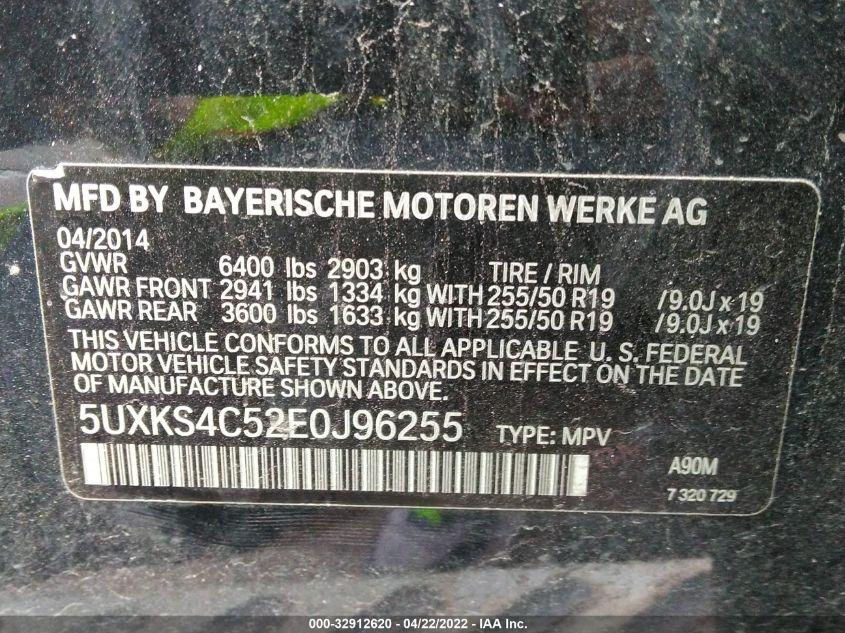 MFD BY BAYERISCHE MOTOREN WERKE AG
04/2014
GVWR 6400 lbs 2903 kg TIRE / RIM
GAWR FRONT 2941 lbs 1334 kg WITH 255/50 R19 /9.0J x 19
GAWR REAR 3600 lbs 1633 kg WITH 255/50 R19 /9.0J x 19
THIS VEHICLE CONFORMS TO ALL APPLICABLE U. S. FEDERAL
MOTOR VEHICLE SAFETY STANDARDS IN EFFECT ON THE DATE
OF MANUFACTURE SHOWN ABOVE.
5UXKS4C52E0J96255 TYPE: MPV
A90M
7 320 729
000-32912620 - 04/22/2022 - IAA Inc.